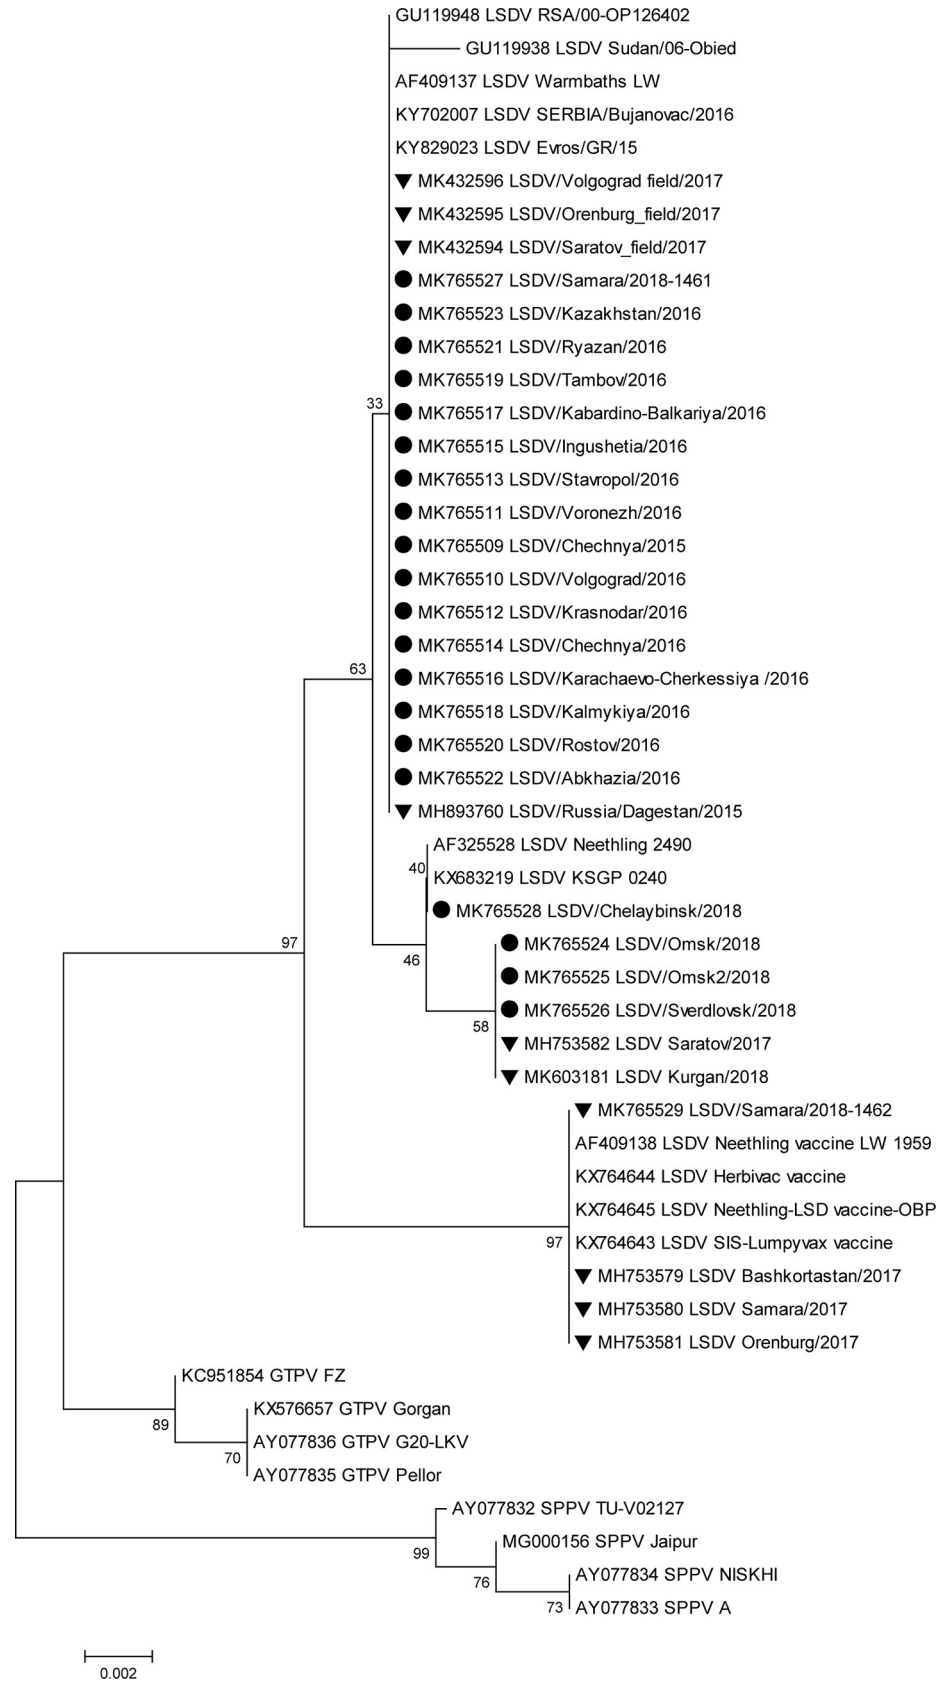 GU119948 LSDV RSA/00-OP126402
GU119938 LSDV Sudan/06-Obied
AF409137 LSDV Warmbaths LW
KY702007 LSDV SERBIA/Bujanovac/2016
KY829023 LSDV Evros/GR/15
MK432596 LSDV/Volgograd field/2017
MK432595 LSDV/Orenburg_field/2017
MK432594 LSDV/Saratov_field/2017
MK765527 LSDV/Samara/2018-1461
MK765523 LSDV/Kazakhstan/2016
MK765521 LSDV/Ryazan/2016
MK765519 LSDV/Tambov/2016
33
MK765517 LSDV/Kabardino-Balkariya/2016
MK765515 LSDV/Ingushetia/2016
MK765513 LSDV/Stavropol/2016
MK765511 LSDV/Voronezh/2016
MK765509 LSDV/Chechnya/2015
MK765510 LSDV/Volgograd/2016
MK765512 LSDV/Krasnodar/2016
MK765514 LSDV/Chechnya/2016
63
MK765516 LSDV/Karachaevo-Cherkessiya /2016
MK765518 LSDV/Kalmykiya/2016
MK765520 LSDV/Rostov/2016
MK765522 LSDV/Abkhazia/2016
MH893760 LSDV/Russia/Dagestan/2015
AF325528 LSDV Neethling 2490
40
KX683219 LSDV KSGP 0240
MK765528 LSDV/Chelaybinsk/2018
97
MK765524 LSDV/Omsk/2018
46
MK765525 LSDV/Omsk2/2018
MK765526 LSDV/Sverdlovsk/2018
58
MH753582 LSDV Saratov/2017
MK603181 LSDV Kurgan/2018
MK765529 LSDV/Samara/2018-1462
AF409138 LSDV Neethling vaccine LW 1959
KX764644 LSDV Herbivac vaccine
KX764645 LSDV Neethling-LSD vaccine-OBP
97
KX764643 LSDV SIS-Lumpyvax vaccine
MH753579 LSDV Bashkortastan/2017
MH753580 LSDV Samara/2017
MH753581 LSDV Orenburg/2017
KC951854 GTPV FZ
89
KX576657 GTPV Gorgan
AY077836 GTPV G20-LKV
70
AY077835 GTPV Pellor
AY077832 SPPV TU-V02127
99
MG000156 SPPV Jaipur
76
AY077834 SPPV NISKHI
73
AY077833 SPPV A
0.002